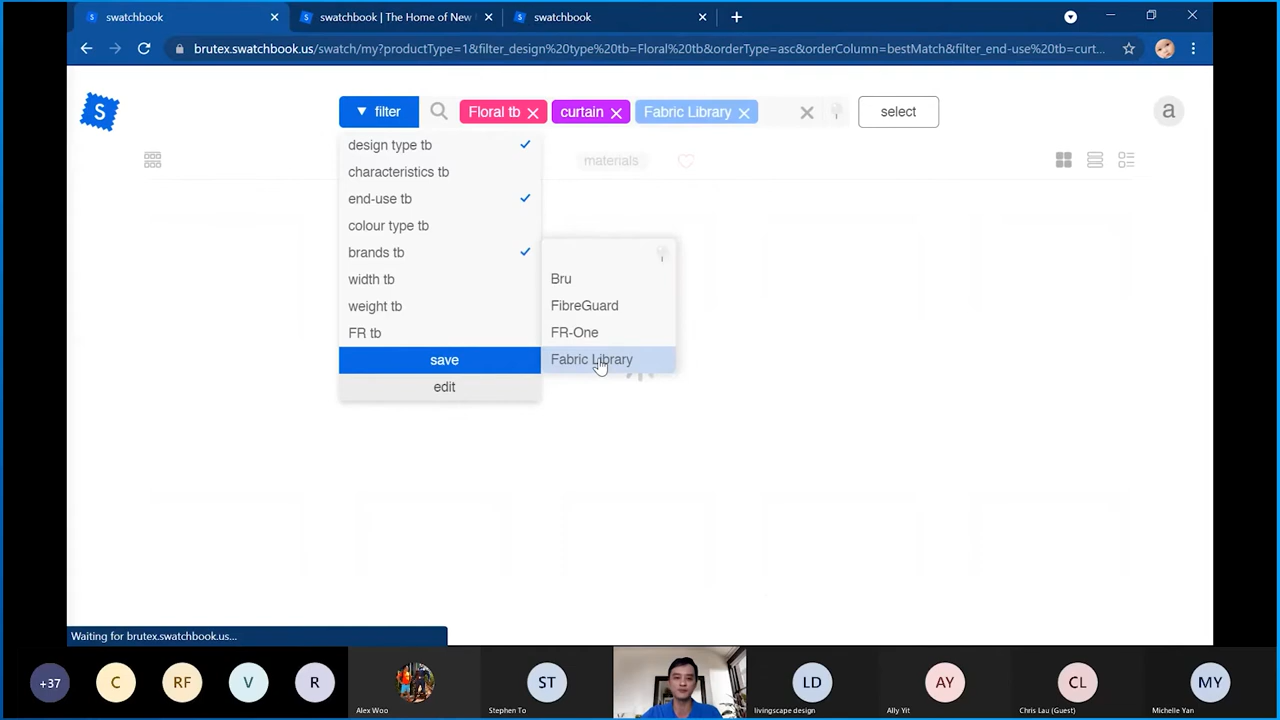 swatchbook
swatchbook | The Home of New
swatchbook
brutex.swatchbook.us/swatch/my?productType=1&filter_design%20type%20tb=Floral%20tb&orderType=asc&orderColumn=bestMatch&filter_end-use%20tb=curt...
S
filter
Floral tb
curtain
Fabric Library
select
a
design type tb
materials
characteristics tb
end-use tb
colour type tb
brands tb
width tb
Bru
weight tb
FibreGuard
FR tb
FR-One
save
Fabric Library
edit
Waiting for brutex.swatchbook.us...
+37
C
RF
V
R
ST
LD
AY
CL
MY
Alex Woo
Stephen To
livingscape design
Ally Yit
Chris Lau (Guest)
Michelle Yan